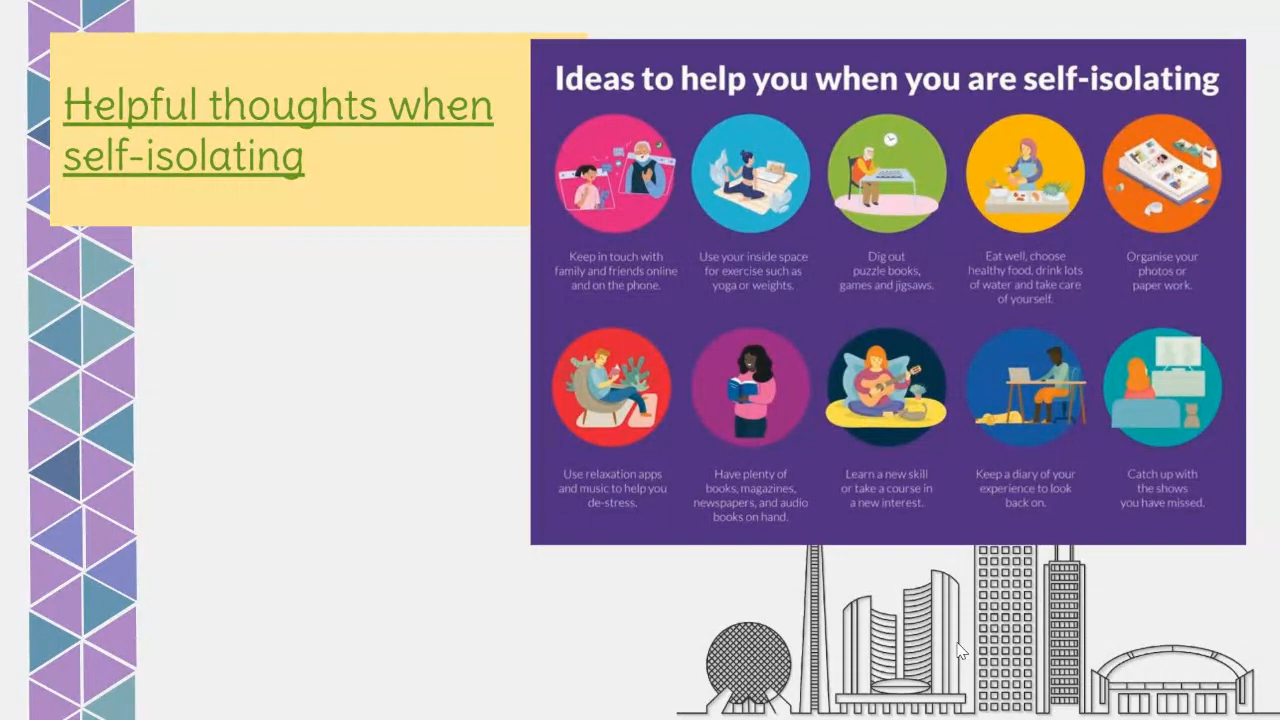 Helpful thoughts when
self-isolating
Ideas to help you when you are self-isolating
Keep in touch with
family and friends online
and on the phone.
Use your inside space
for exercise such as
yoga or weights.
Dig out
puzzle books,
games and jigsaws.
Eat well, choose
healthy food, drink lots
of water and take care
of yourself.
Organise your
photos or
paper work.
Use relaxation apps
and music to help you
de-stress.
Have plenty of
books, magazines,
newspapers, and audio
books on hand.
Learn a new skill
or take a course in
a new interest.
Keep a diary of your
experience to look
back on.
Catch up with
the shows
you have missed.